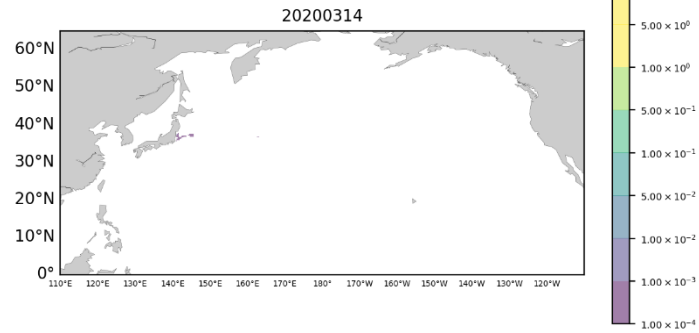 20200314
60°N
50°N
40°N
30°N
20°N
10°N
0°
110°E 120°E 130°E 140°E 150°E 160°E 170°E 180° 170°W 160°W 150°W 140°W 130°W 120°W
5.00 × 10⁰
1.00 × 10⁰
5.00 × 10⁻¹
1.00 × 10⁻¹
5.00 × 10⁻²
1.00 × 10⁻²
1.00 × 10⁻³
1.00 × 10⁻⁴